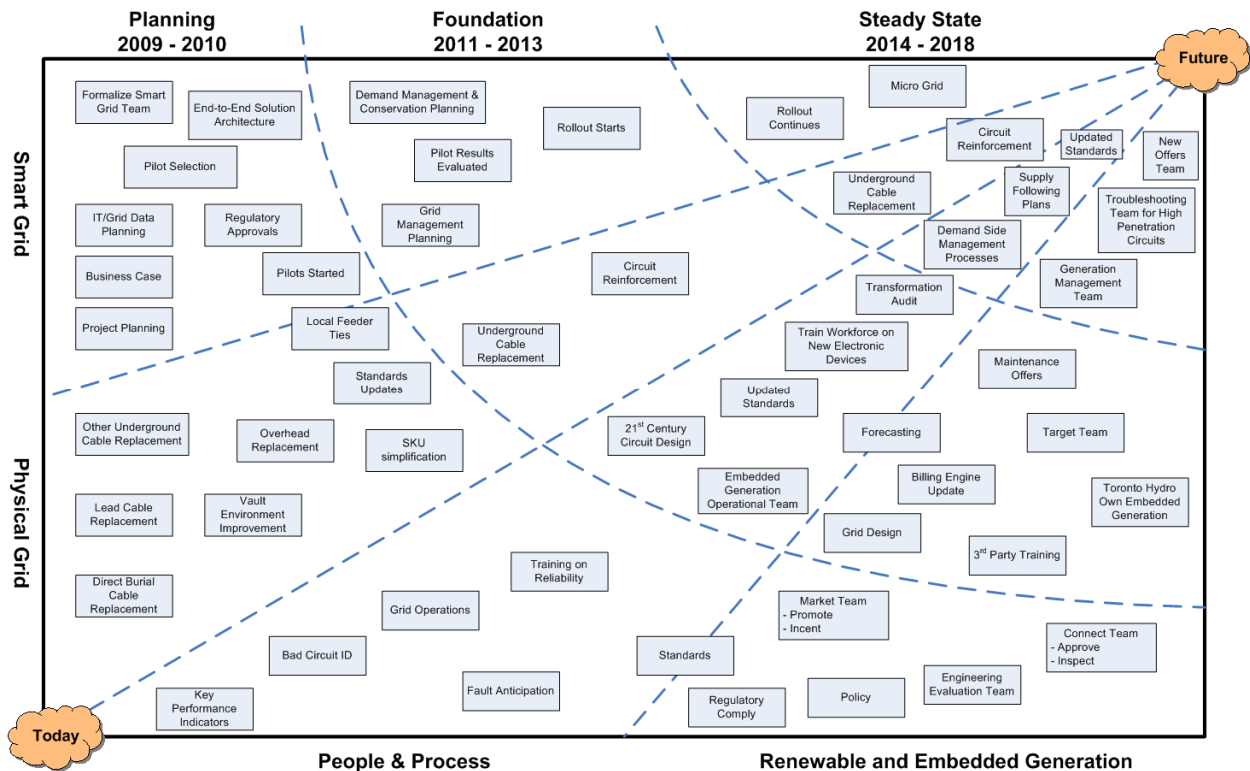 Planning
2009 - 2010
Foundation
2011 - 2013
Steady State
2014 - 2018
Future
Smart Grid
Physical Grid
Formalize Smart
Grid Team
End-to-End Solution
Architecture
Pilot Selection
IT/Grid Data
Planning
Regulatory
Approvals
Business Case
Pilots Started
Project Planning
Local Feeder
Ties
Demand Management &
Conservation Planning
Rollout Starts
Pilot Results
Evaluated
Grid
Management
Planning
Circuit
Reinforcement
Underground
Cable
Replacement
Standards
Updates
Micro Grid
Rollout
Continues
Circuit
Reinforcement
Updated
Standards
New
Offers
Team
Underground
Cable
Replacement
Supply
Following
Plans
Troubleshooting
Team for High
Penetration
Circuits
Demand Side
Management
Processes
Generation
Management
Team
Transformation
Audit
Train Workforce on
New Electronic
Devices
Maintenance
Offers
Updated
Standards
Other Underground
Cable Replacement
Overhead
Replacement
SKU
simplification
21st Century
Circuit Design
Forecasting
Target Team
Embedded
Generation
Operational Team
Billing Engine
Update
Toronto Hydro
Own Embedded
Generation
Lead Cable
Replacement
Vault
Environment
Improvement
Grid Design
3rd Party Training
Direct Burial
Cable
Replacement
Training on
Reliability
Grid Operations
Market Team
- Promote
- Incent
Bad Circuit ID
Standards
Connect Team
- Approve
- Inspect
Key
Performance
Indicators
Fault Anticipation
Regulatory
Comply
Policy
Engineering
Evaluation Team
Today
People & Process
Renewable and Embedded Generation